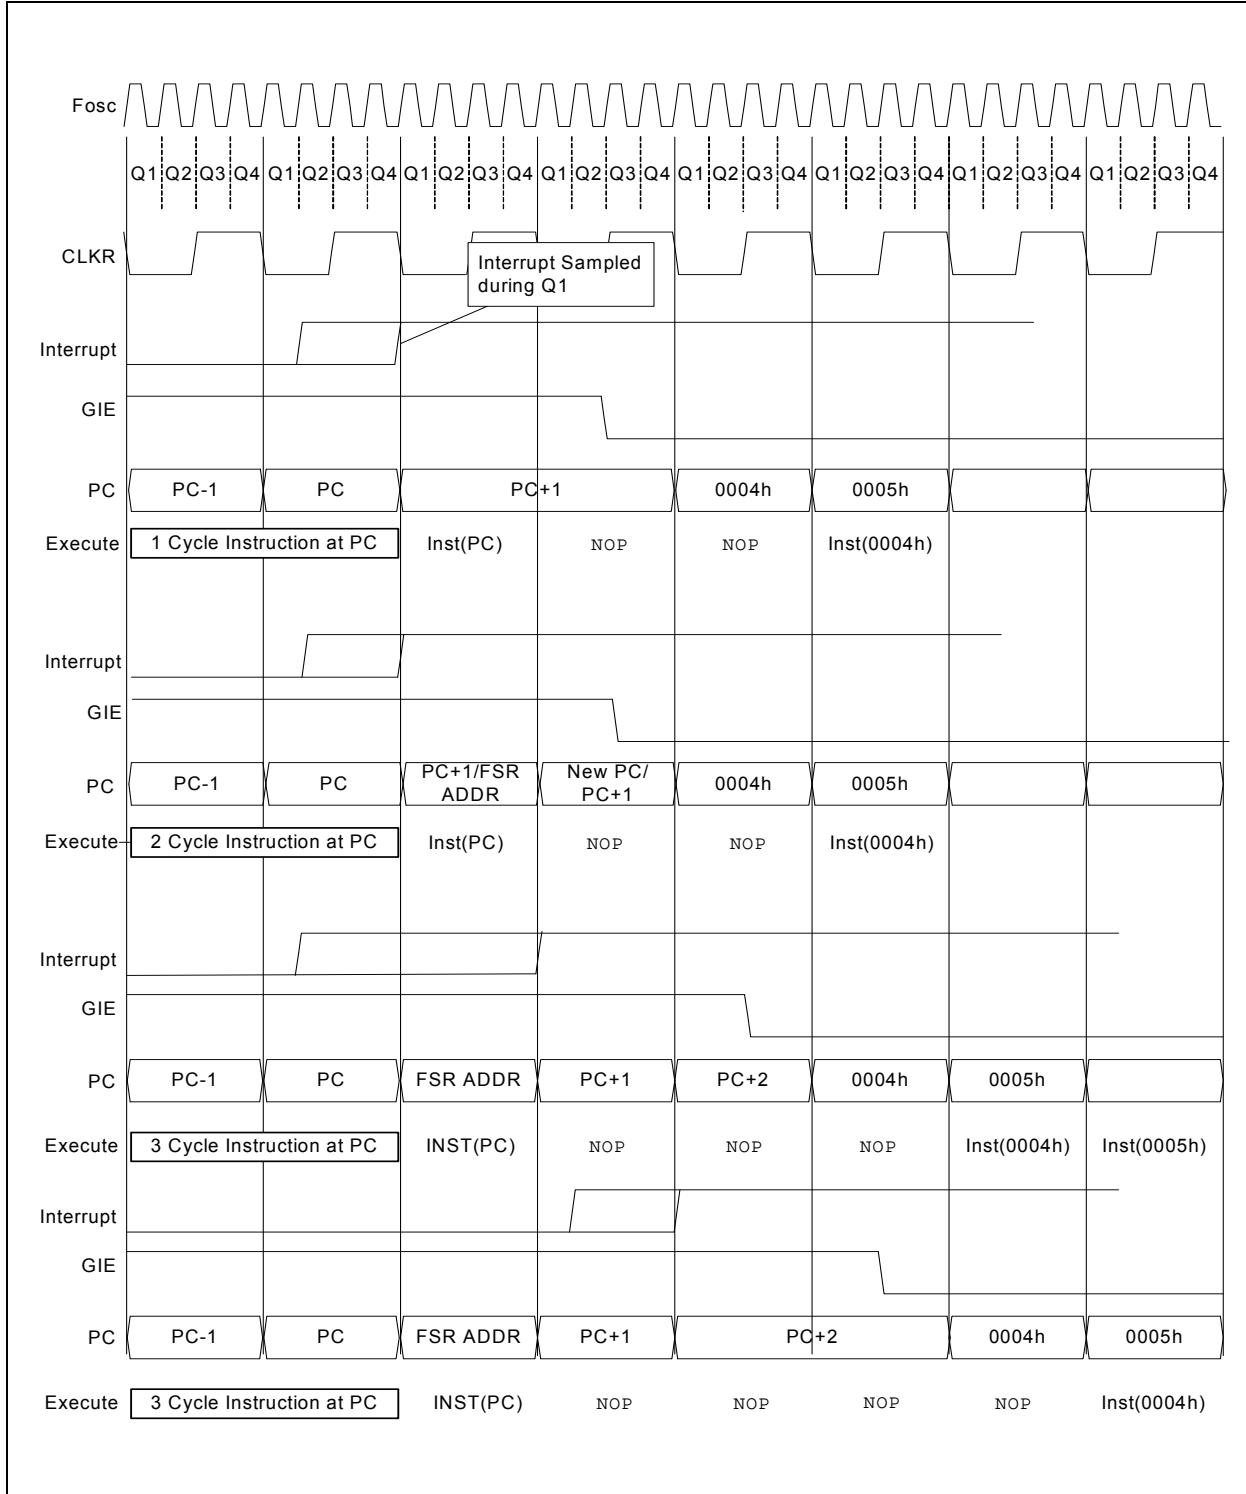 Fosc
Q1 Q2 Q3 Q4 Q1 Q2 Q3 Q4 Q1 Q2 Q3 Q4 Q1 Q2 Q3 Q4 Q1 Q2 Q3 Q4 Q1 Q2 Q3 Q4 Q1 Q2 Q3 Q4 Q1 Q2 Q3 Q4
CLKR
Interrupt Sampled
during Q1
Interrupt
GIE
PC PC-1 PC PC+1 0004h 0005h
Execute 1 Cycle Instruction at PC Inst(PC) NOP NOP Inst(0004h)
Interrupt
GIE
PC PC-1 PC PC+1/FSR ADDR New PC/ PC+1 0004h 0005h
Execute 2 Cycle Instruction at PC Inst(PC) NOP NOP Inst(0004h)
Interrupt
GIE
PC PC-1 PC FSR ADDR PC+1 PC+2 0004h 0005h
Execute 3 Cycle Instruction at PC INST(PC) NOP NOP NOP Inst(0004h) Inst(0005h)
Interrupt
GIE
PC PC-1 PC FSR ADDR PC+1 PC+2 0004h 0005h
Execute 3 Cycle Instruction at PC INST(PC) NOP NOP NOP NOP Inst(0004h)